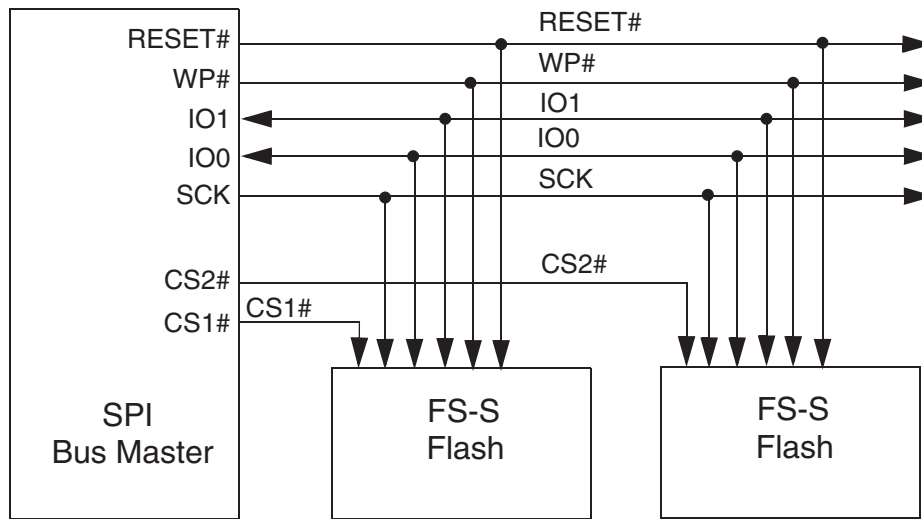 RESET#
RESET#
WP#
WP#
IO1
IO1
IO0
IO0
SCK
SCK
CS2#
CS2#
CS1#
CS1#
SPI
Bus Master
FS-S
Flash
FS-S
Flash